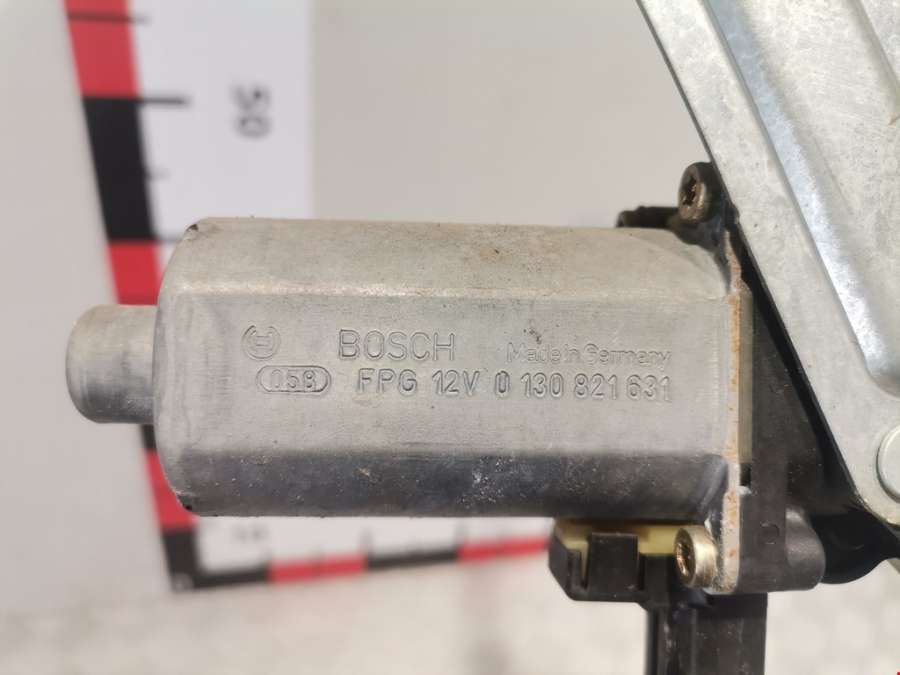 50
BOSCH Made in Germany
058 FPG 12V 0 130 821 631